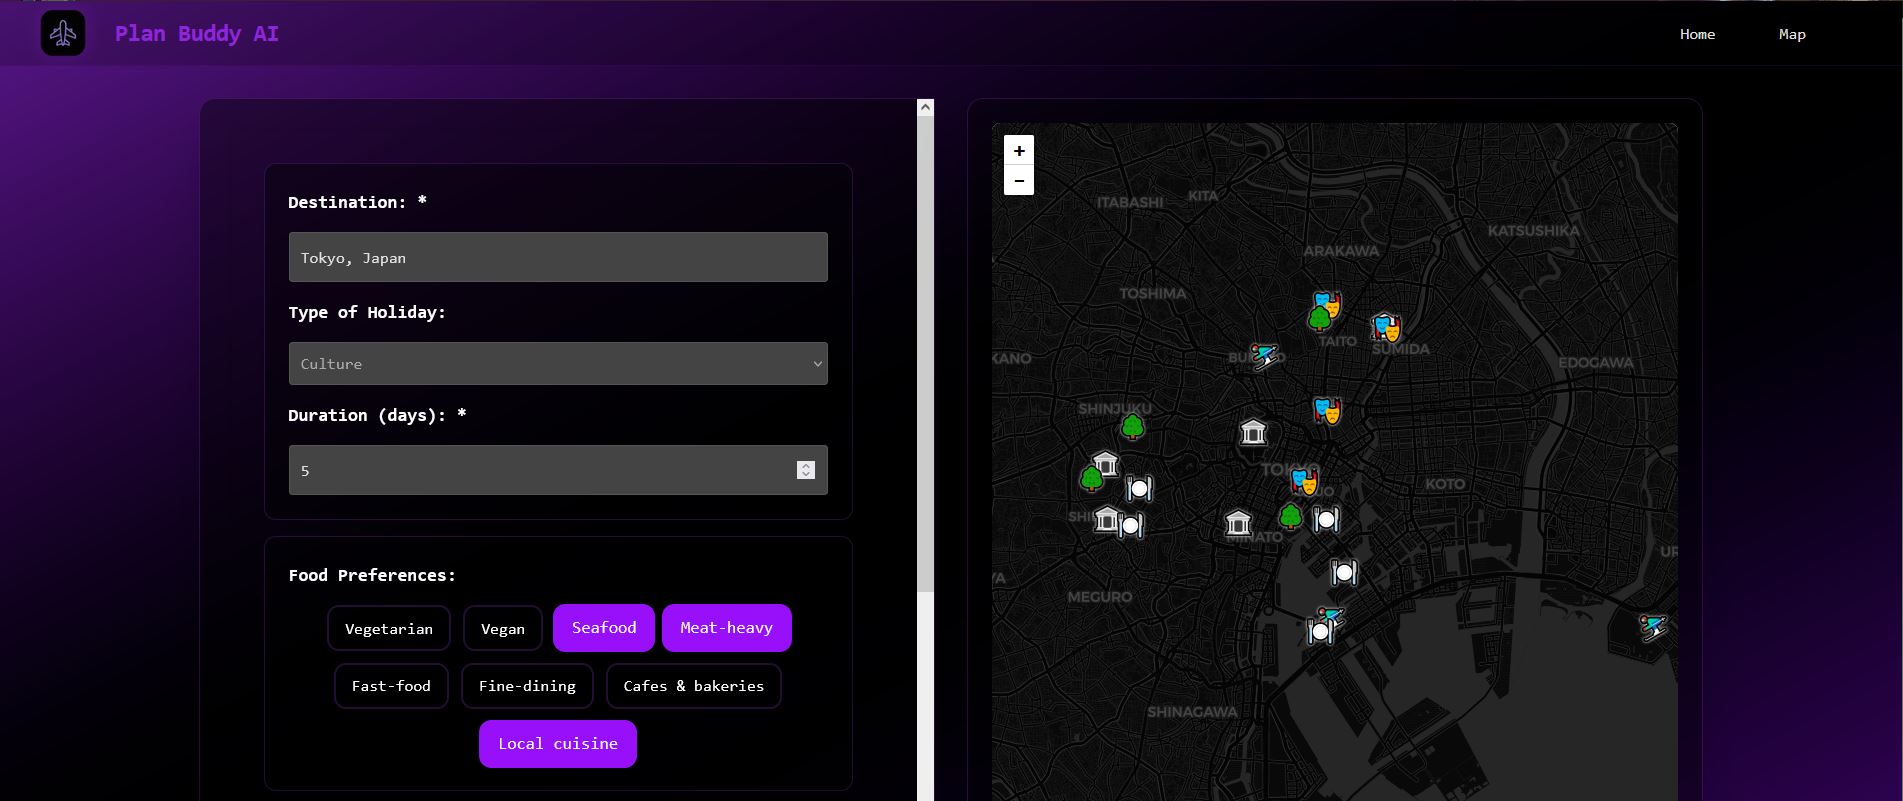 Plan Buddy AI
Home
Map
Destination: *
Tokyo, Japan
Type of Holiday:
Culture
Duration (days): *
5
Food Preferences:
Vegetarian
Vegan
Seafood
Meat-heavy
Fast-food
Fine-dining
Cafes & bakeries
Local cuisine
+
−
ITABASHI
KITA
KATSUSHIKA
ARAKAWA
TOSHIMA
TAITO
SUMIDA
KANO
EDOGAWA
SHINJUKU
TOKYO
KOTO
MINATO
MEGURO
SHINAGAWA